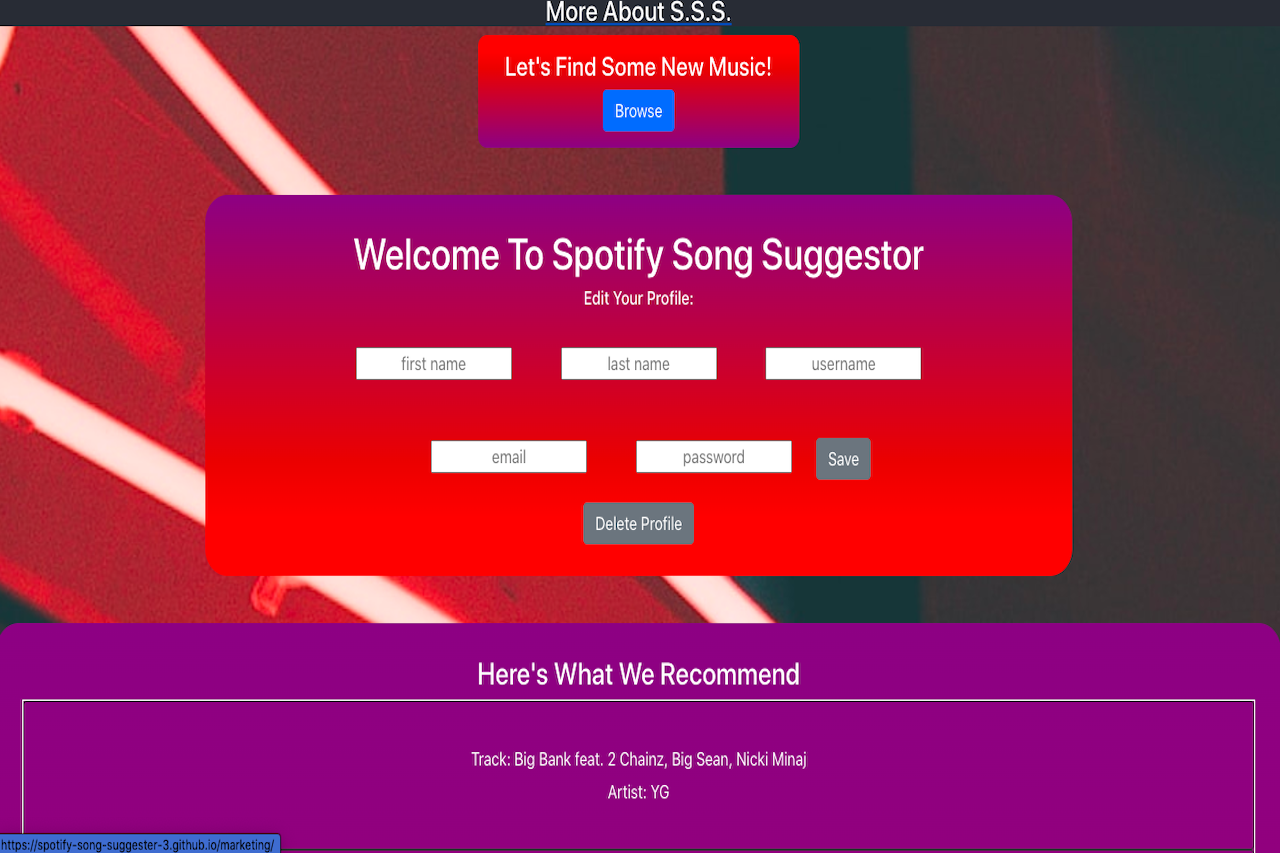 More About S.S.S.
Let's Find Some New Music!
Browse
Welcome To Spotify Song Suggestor
Edit Your Profile:
first name last name username
email password Save
Delete Profile
Here's What We Recommend
Track: Big Bank feat. 2 Chainz, Big Sean, Nicki Minaj
Artist: YG
https://spotify-song-suggester-3.github.io/marketing/